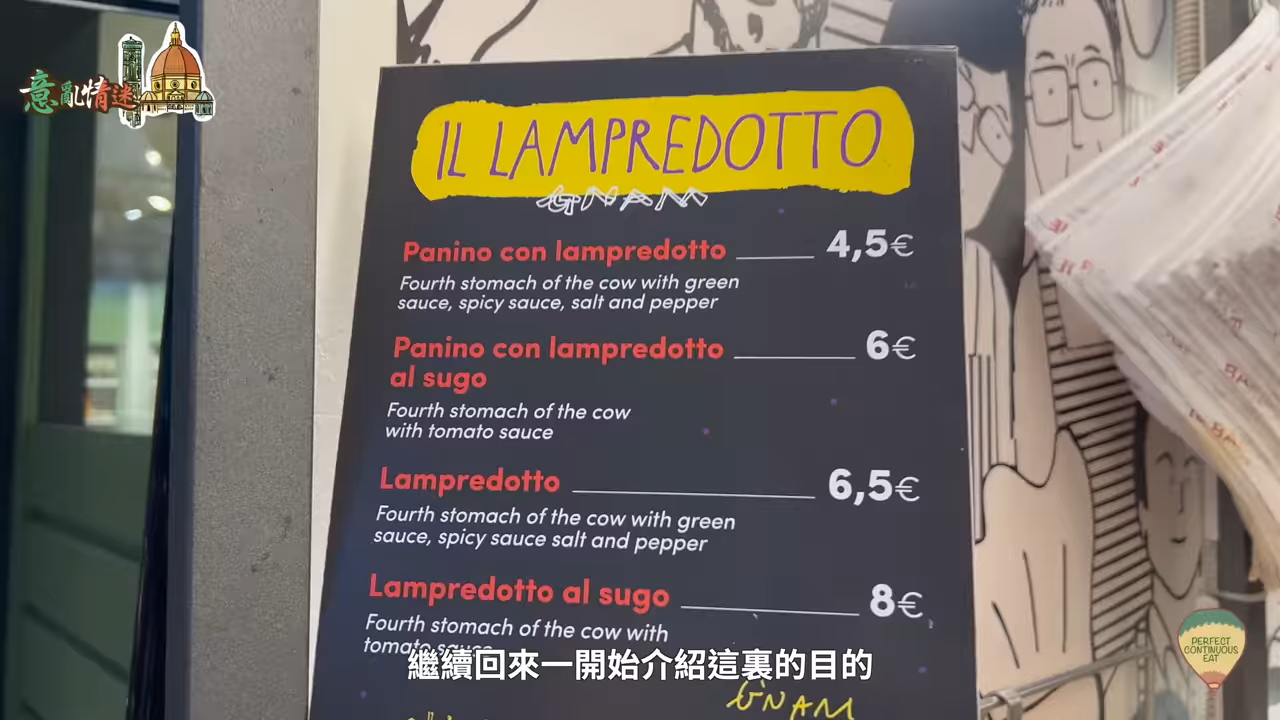 意亂情迷
IL LAMPREDOTTO
GNAM
Panino con lampredotto 4,5€
Fourth stomach of the cow with green
sauce, spicy sauce, salt and pepper
Panino con lampredotto 6€
al sugo
Fourth stomach of the cow
with tomato sauce
Lampredotto 6,5€
Fourth stomach of the cow with green
sauce, spicy sauce salt and pepper
Lampredotto al sugo 8€
Fourth stomach of the cow with
tomato sauce
繼續回來一開始介紹這裏的目的
GNAM
PERFECT
CONTINUOUS
EAT